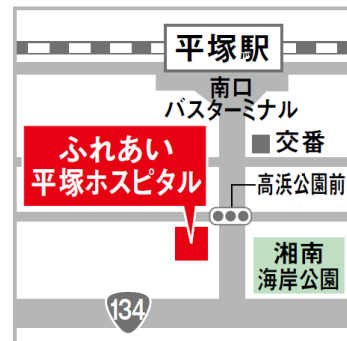 平塚駅
南口
バスターミナル
交番
ふれあい
平塚ホスピタル
高浜公園前
湘南
海岸公園
134